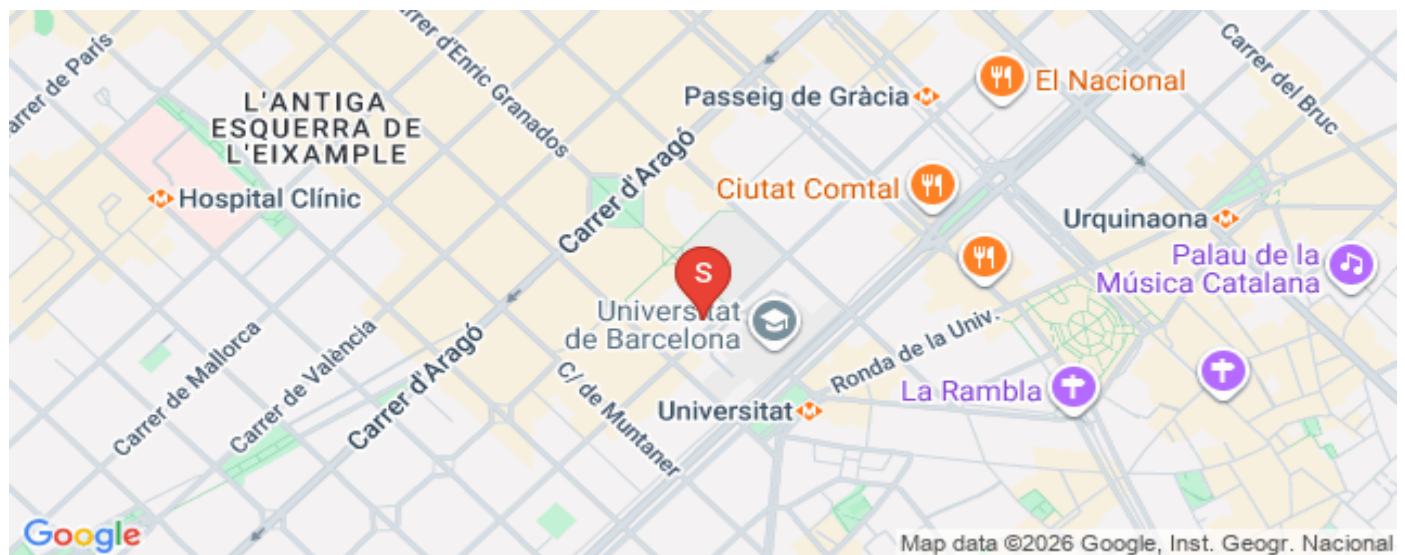 Carrer de París
arrer de París
Carrer d'Enric Granados
L'ANTIGA
ESQUERRA DE
L'EIXAMPLE
Hospital Clínic
Passeig de Gràcia
El Nacional
Carrer del Bruc
Carrer d'Aragó
Ciutat Comtal
Urquinaona
Palau de la
Música Catalana
S
Universitat
de Barcelona
Carrer de Mallorca
Carrer de València
Carrer d'Aragó
C/ de Muntaner
Ronda de la Univ.
La Rambla
Universitat
Google
Map data ©2026 Google, Inst. Geogr. Nacional